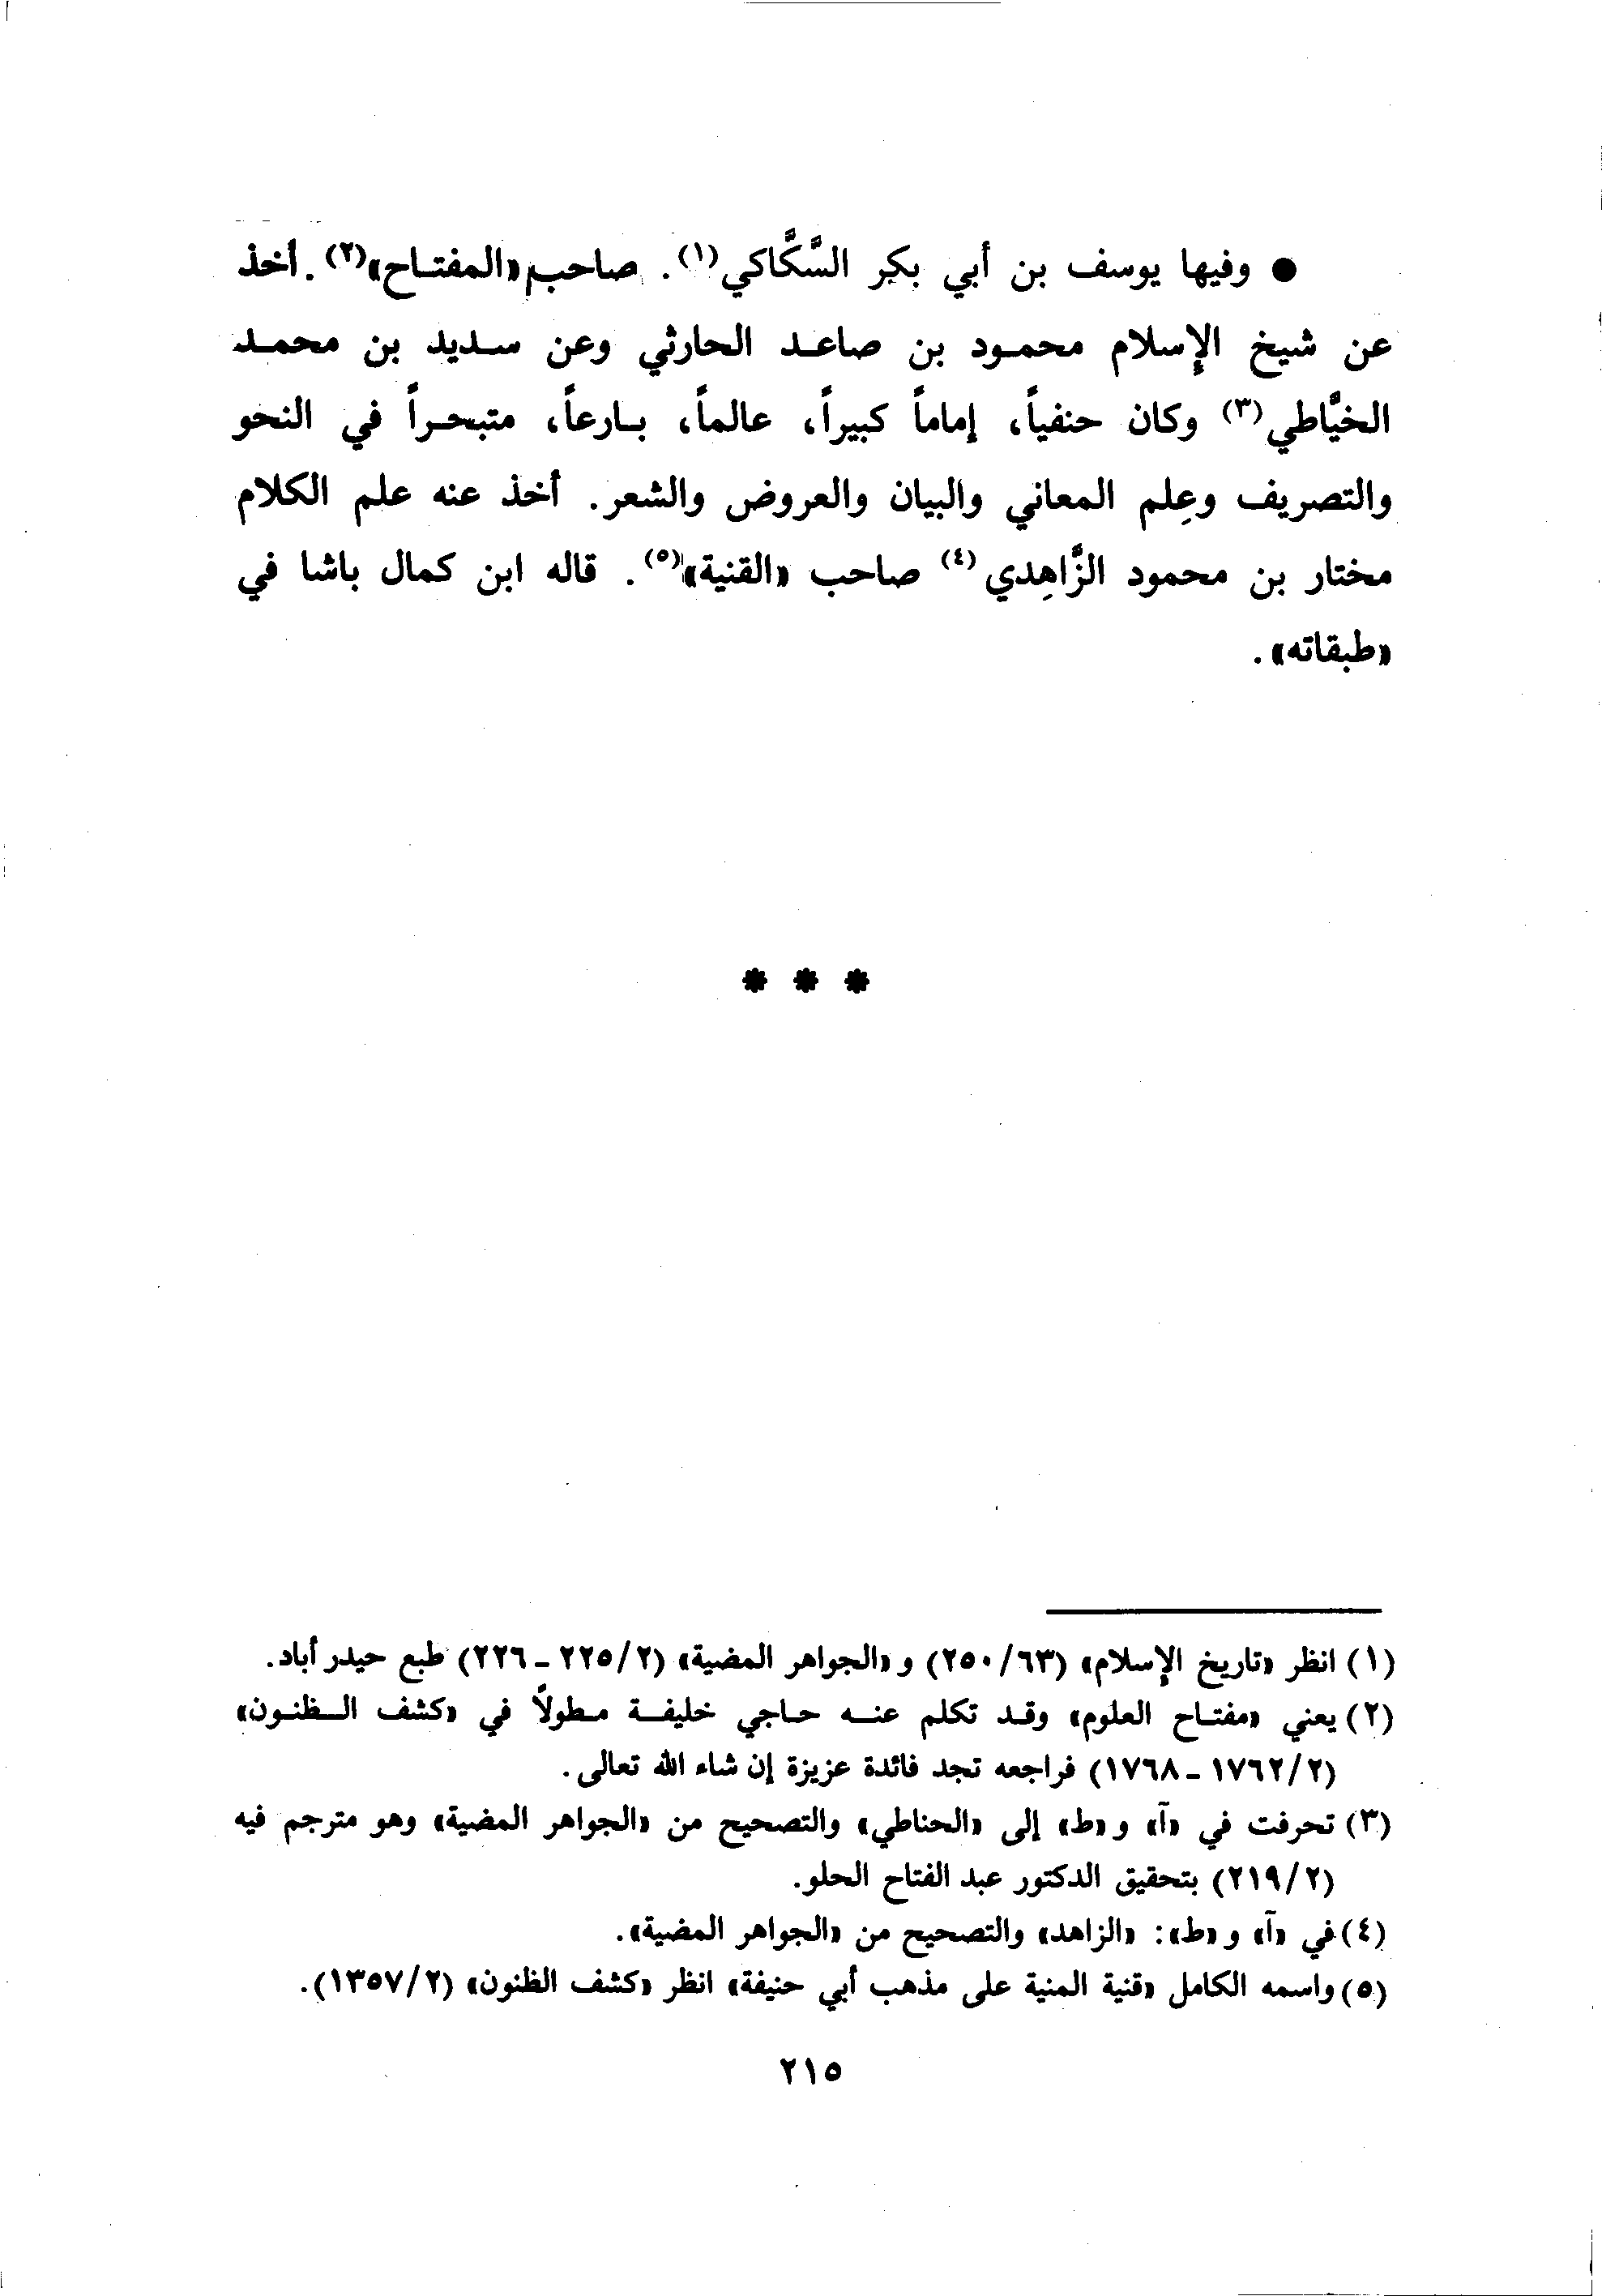 ● وفيها يوسف بن أبي بكر السَّكَّاكي(١). صاحب «المفتاح»(٢). أخذ
عن شيخ الإسلام محمود بن صاعد الحارثي وعن سديد بن محمد
الخيَّاطي(٣) وكان حنفياً، إماماً كبيراً، عالماً، بارعاً، متبحراً في النحو
والتصريف وعِلم المعاني والبيان والعروض والشعر. أخذ عنه علم الكلام
مختار بن محمود الزَّاهِدي(٤) صاحب «القنية»(٥). قاله ابن كمال باشا في
«طبقاته».
* * *
(١) انظر «تاريخ الإسلام» (٢٥٠/٦٣) و «الجواهر المضية» (٢٢٥/٢ - ٢٢٦) طبع حيدر أباد.
(٢) يعني «مفتاح العلوم» وقد تكلم عنه حاجي خليفة مطولاً في «كشف الظنون»
(١٧٦٢/٢ - ١٧٦٨) فراجعه تجد فائدة عزيزة إن شاء الله تعالى.
(٣) تحرفت في «آ» و «ط» إلى «الحناطي» والتصحيح من «الجواهر المضية» وهو مترجم فيه
(٢١٩/٢) بتحقيق الدكتور عبد الفتاح الحلو.
(٤) في «آ» و «ط»: «الزاهد» والتصحيح من «الجواهر المضية».
(٥) واسمه الكامل «قنية المنية على مذهب أبي حنيفة» انظر «كشف الظنون» (١٣٥٧/٢).
٢١٥